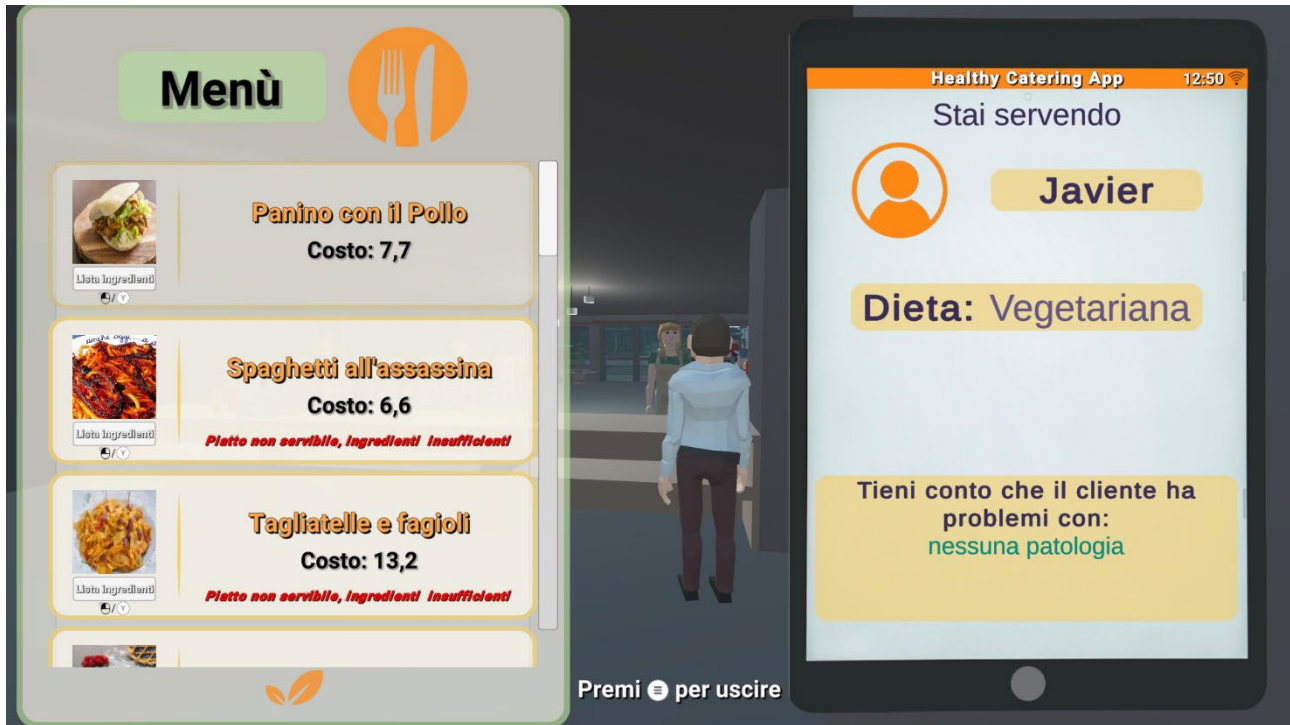 Menù
Panino con il Pollo
Costo: 7,7
Lista Ingredienti
/ Y
Spaghetti all'assassina
Costo: 6,6
Piatto non servibile, ingredienti insufficienti
Lista Ingredienti
/ Y
Tagliatelle e fagioli
Costo: 13,2
Piatto non servibile, ingredienti insufficienti
Lista Ingredienti
/ Y
Premi per uscire
Healthy Catering App 12:50
Stai servendo
Javier
Dieta: Vegetariana
Tieni conto che il cliente ha
problemi con:
nessuna patologia